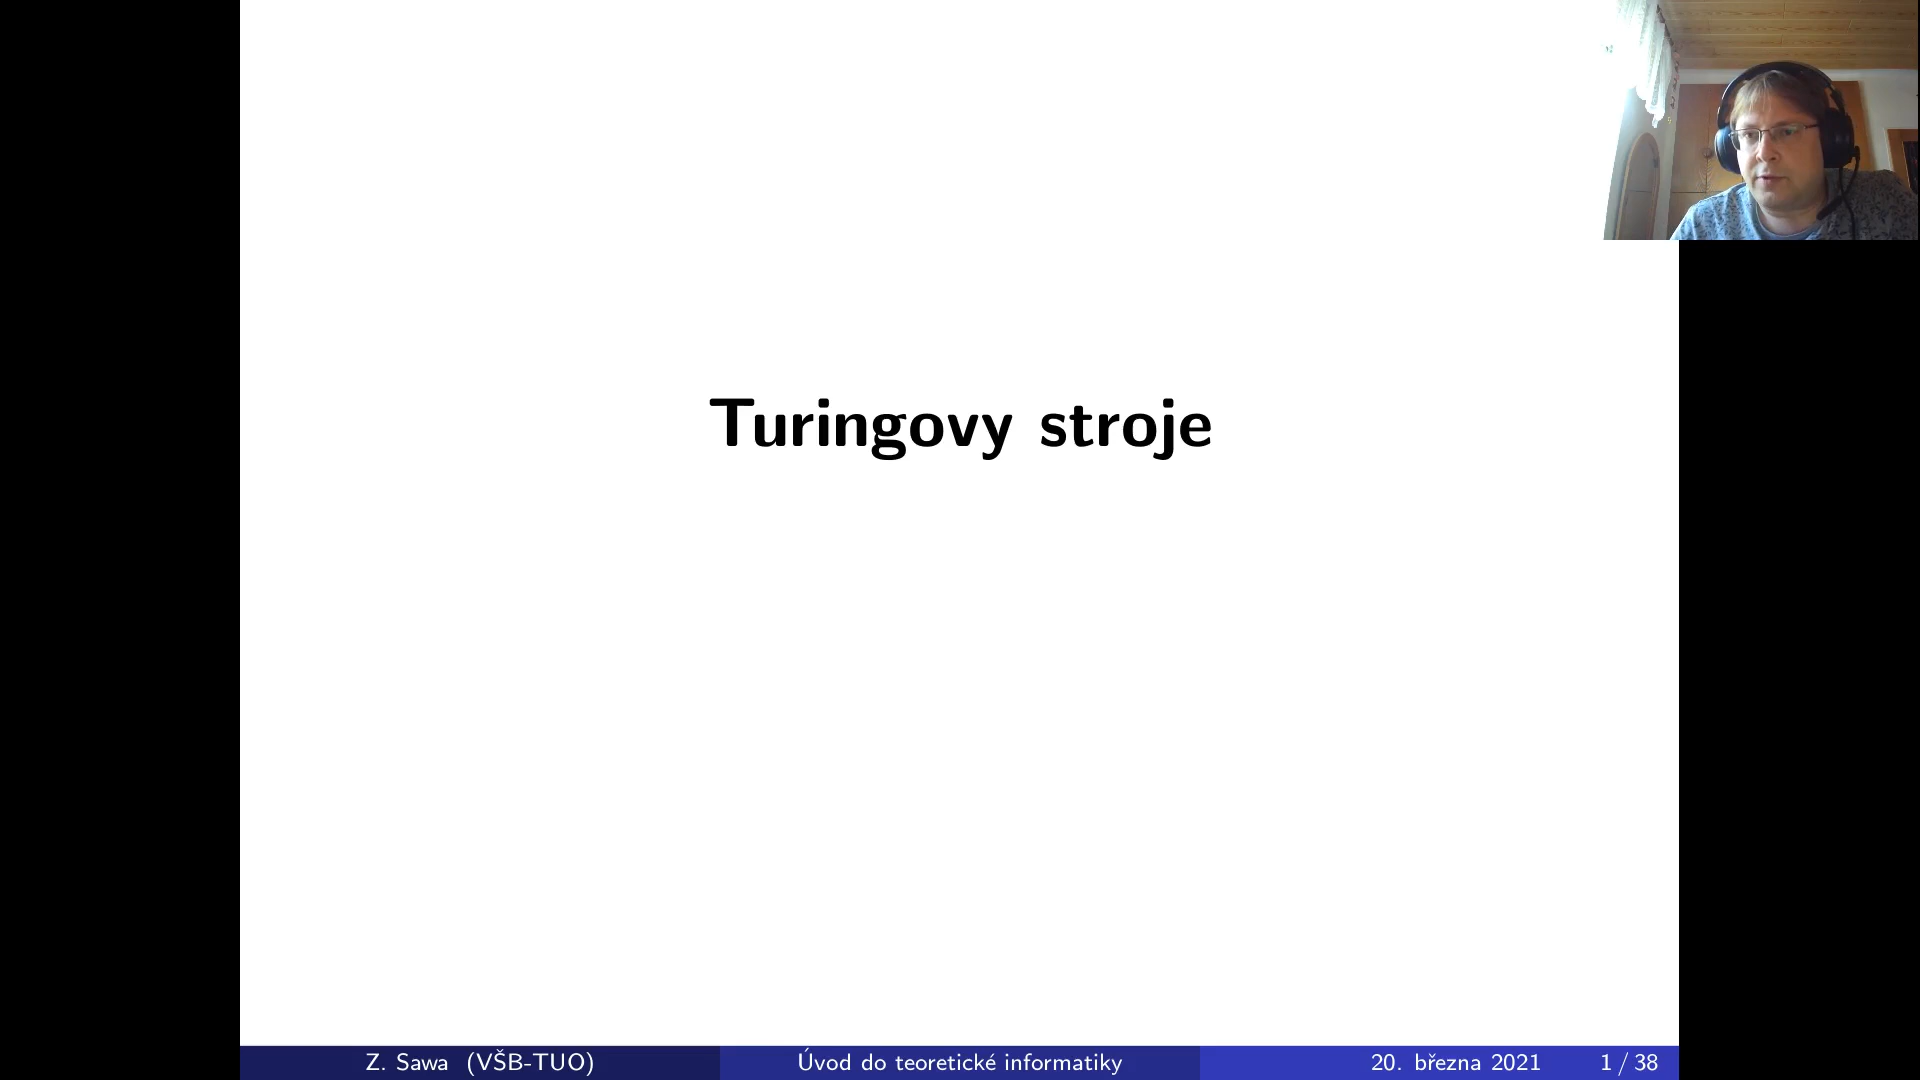 Turingovy stroje
Z. Sawa (VŠB-TUO) Úvod do teoretické informatiky 20. března 2021 1 / 38